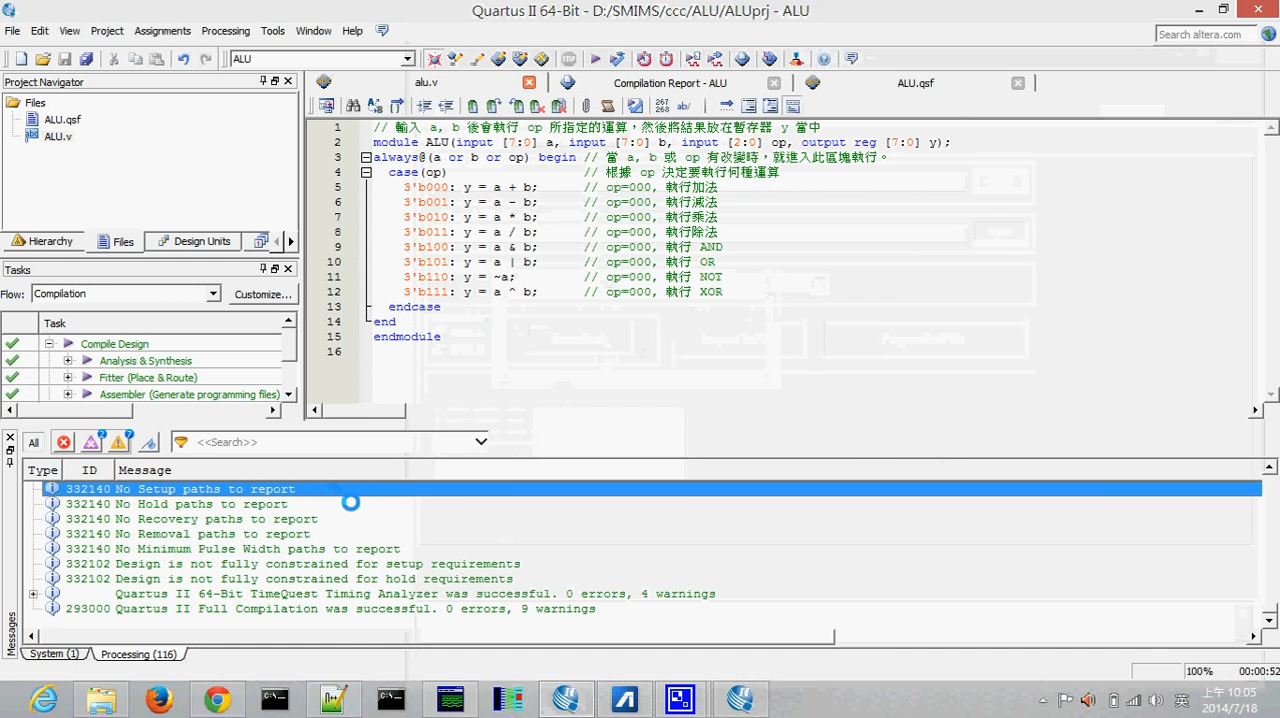 Quartus II 64-Bit - D:/SMIMS/ccc/ALU/ALUprj - ALU
File Edit View Project Assignments Processing Tools Window Help
Search altera.com
ALU
Project Navigator
alu.v
Compilation Report - ALU
ALU.qsf
Files
ALU.qsf
ALU.v
Hierarchy
Files
Design Units
267
268
ab/
1 // 輸入 a, b 後會執行 op 所指定的運算，然後將結果放在暫存器 y 當中
2 module ALU(input [7:0] a, input [7:0] b, input [2:0] op, output reg [7:0] y);
3 always@(a or b or op) begin // 當 a, b 或 op 有改變時，就進入此區塊執行。
4 case(op) // 根據 op 決定要執行何種運算
5 3'b000: y = a + b; // op=000, 執行加法
6 3'b001: y = a - b; // op=000, 執行減法
7 3'b010: y = a * b; // op=000, 執行乘法
8 3'b011: y = a / b; // op=000, 執行除法
9 3'b100: y = a & b; // op=000, 執行 AND
10 3'b101: y = a | b; // op=000, 執行 OR
11 3'b110: y = ~a; // op=000, 執行 NOT
12 3'b111: y = a ^ b; // op=000, 執行 XOR
13 endcase
14 end
15 endmodule
16
Tasks
Flow: Compilation
Customize...
Task
Compile Design
Analysis & Synthesis
Fitter (Place & Route)
Assembler (Generate programming files)
All
2
7
<<Search>>
Type ID Message
332140 No Setup paths to report
332140 No Hold paths to report
332140 No Recovery paths to report
332140 No Removal paths to report
332140 No Minimum Pulse Width paths to report
332102 Design is not fully constrained for setup requirements
332102 Design is not fully constrained for hold requirements
Quartus II 64-Bit TimeQuest Timing Analyzer was successful. 0 errors, 4 warnings
293000 Quartus II Full Compilation was successful. 0 errors, 9 warnings
Messages
System (1)
Processing (116)
100% 00:00:52
英
上午 10:05
2014/7/18